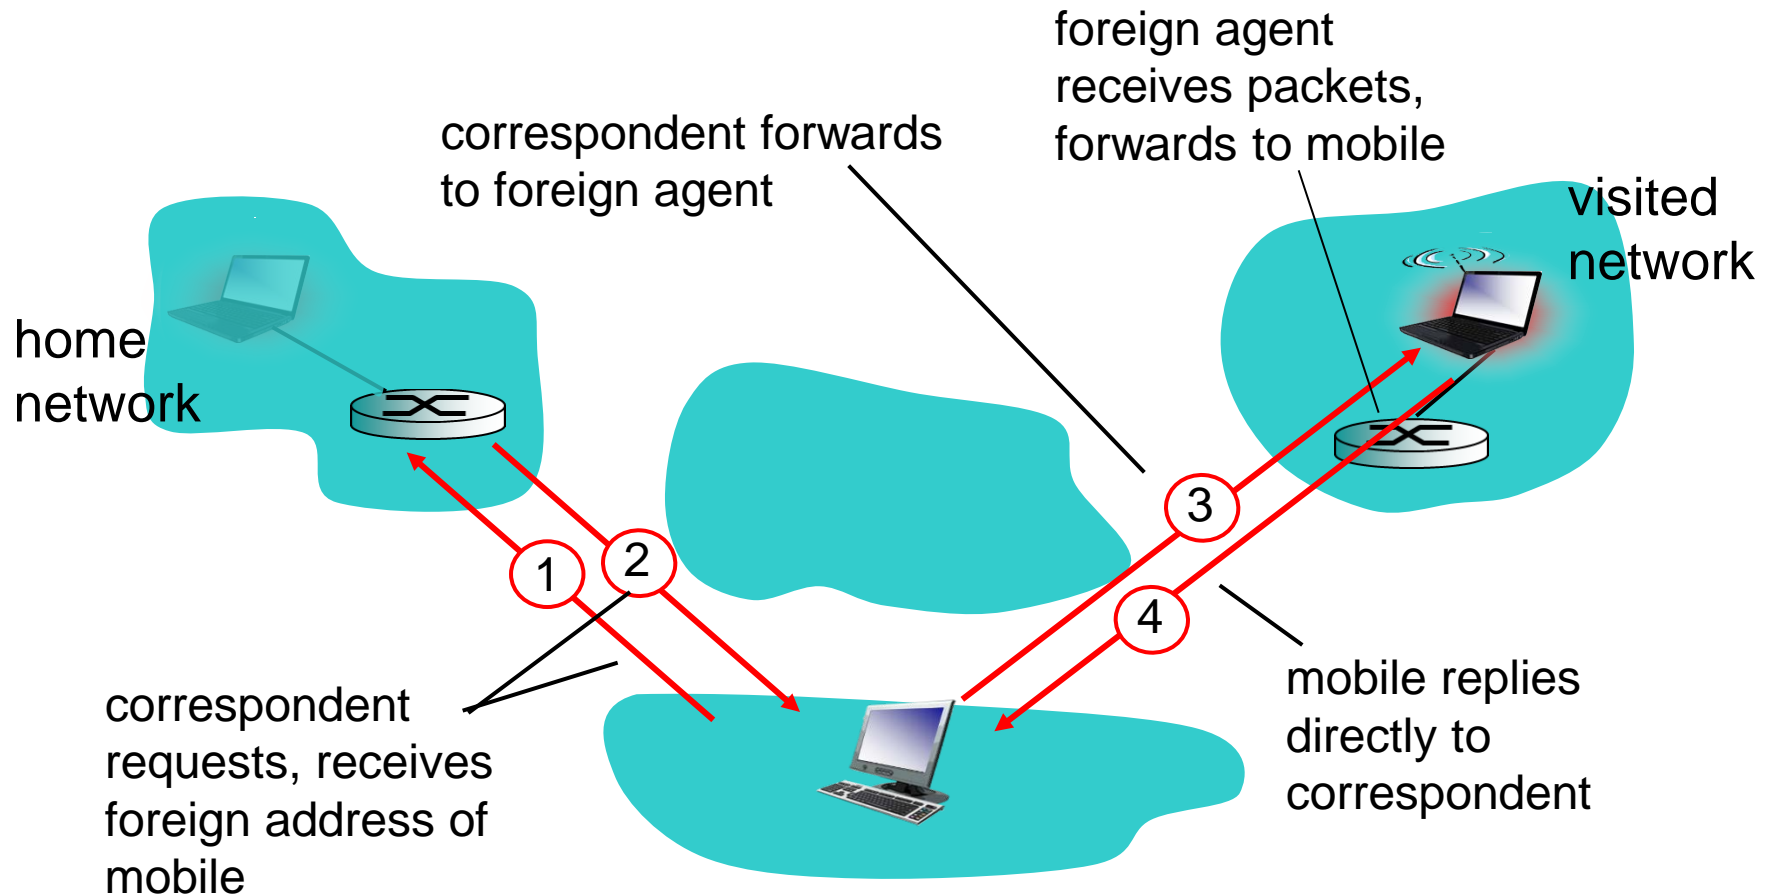 foreign agent
receives packets,
forwards to mobile
correspondent forwards
to foreign agent
visited
network
home
network
3
2
1
4
correspondent
requests, receives
foreign address of
mobile
mobile replies
directly to
correspondent